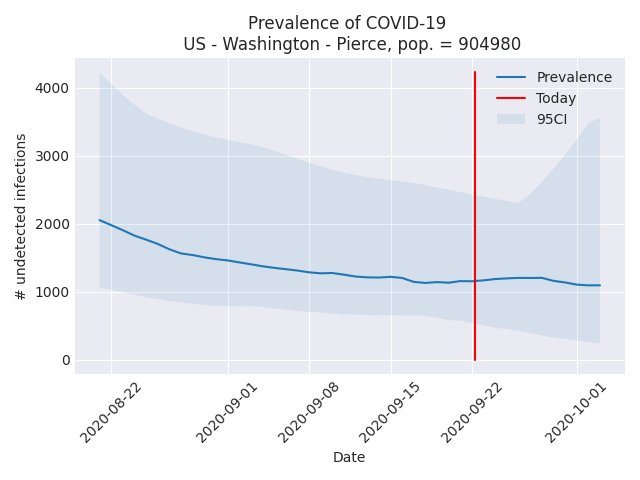 Prevalence of COVID-19
US - Washington - Pierce, pop. = 904980
Prevalence
Today
95CI
# undetected infections
4000
3000
2000
1000
0
2020-08-22
2020-09-01
2020-09-08
2020-09-15
2020-09-22
2020-10-01
Date